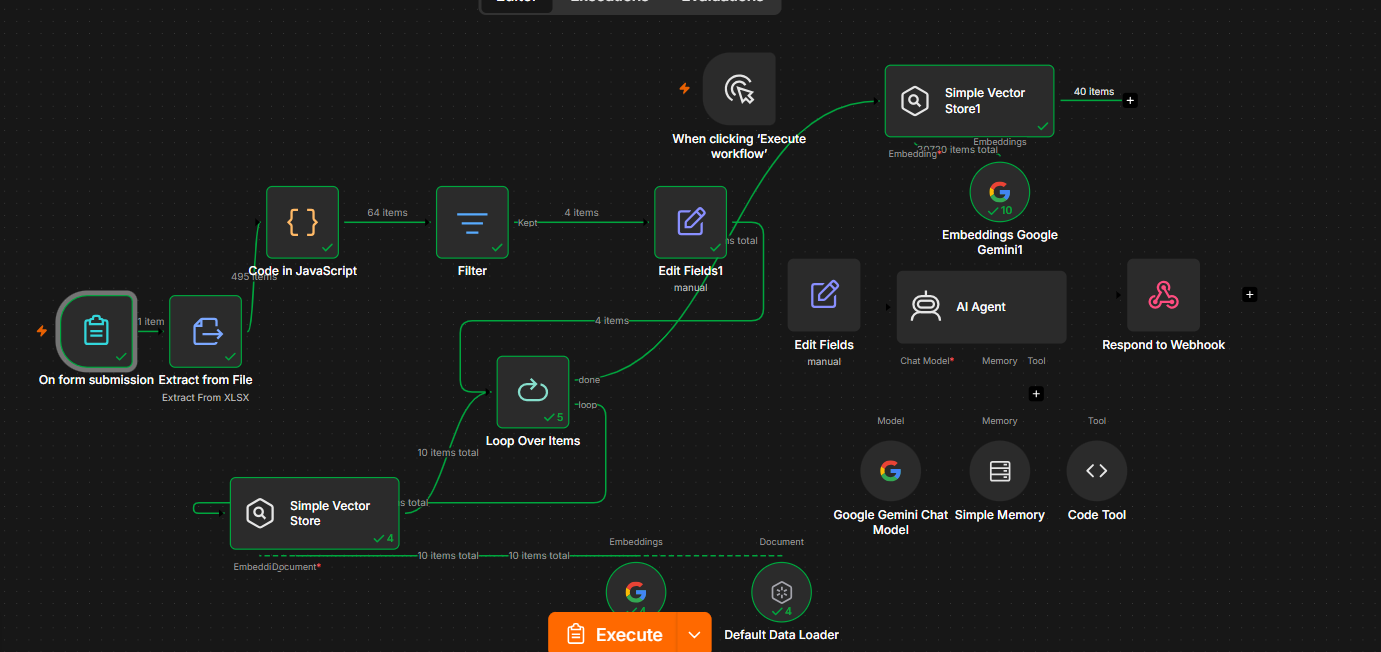 Editor Executions Evaluations
When clicking ‘Execute
workflow’
Simple Vector
Store1
40 items
Embedding*
items total
Embeddings
10
Embeddings Google
Gemini1
Code in JavaScript
64 items
Filter
Kept
4 items
Edit Fields1
manual
s total
495 items
On form submission
1 item
Extract from File
Extract From XLSX
4 items
Loop Over Items
done
loop
5
10 items total
Edit Fields
manual
AI Agent
Chat Model*
Memory
Tool
Respond to Webhook
Model
Memory
Tool
Google Gemini Chat
Model
Simple Memory
Code Tool
Simple Vector
Store
4
s total
10 items total
10 items total
Embeddi
Document*
Embeddings
Document
4
4
Execute
Default Data Loader